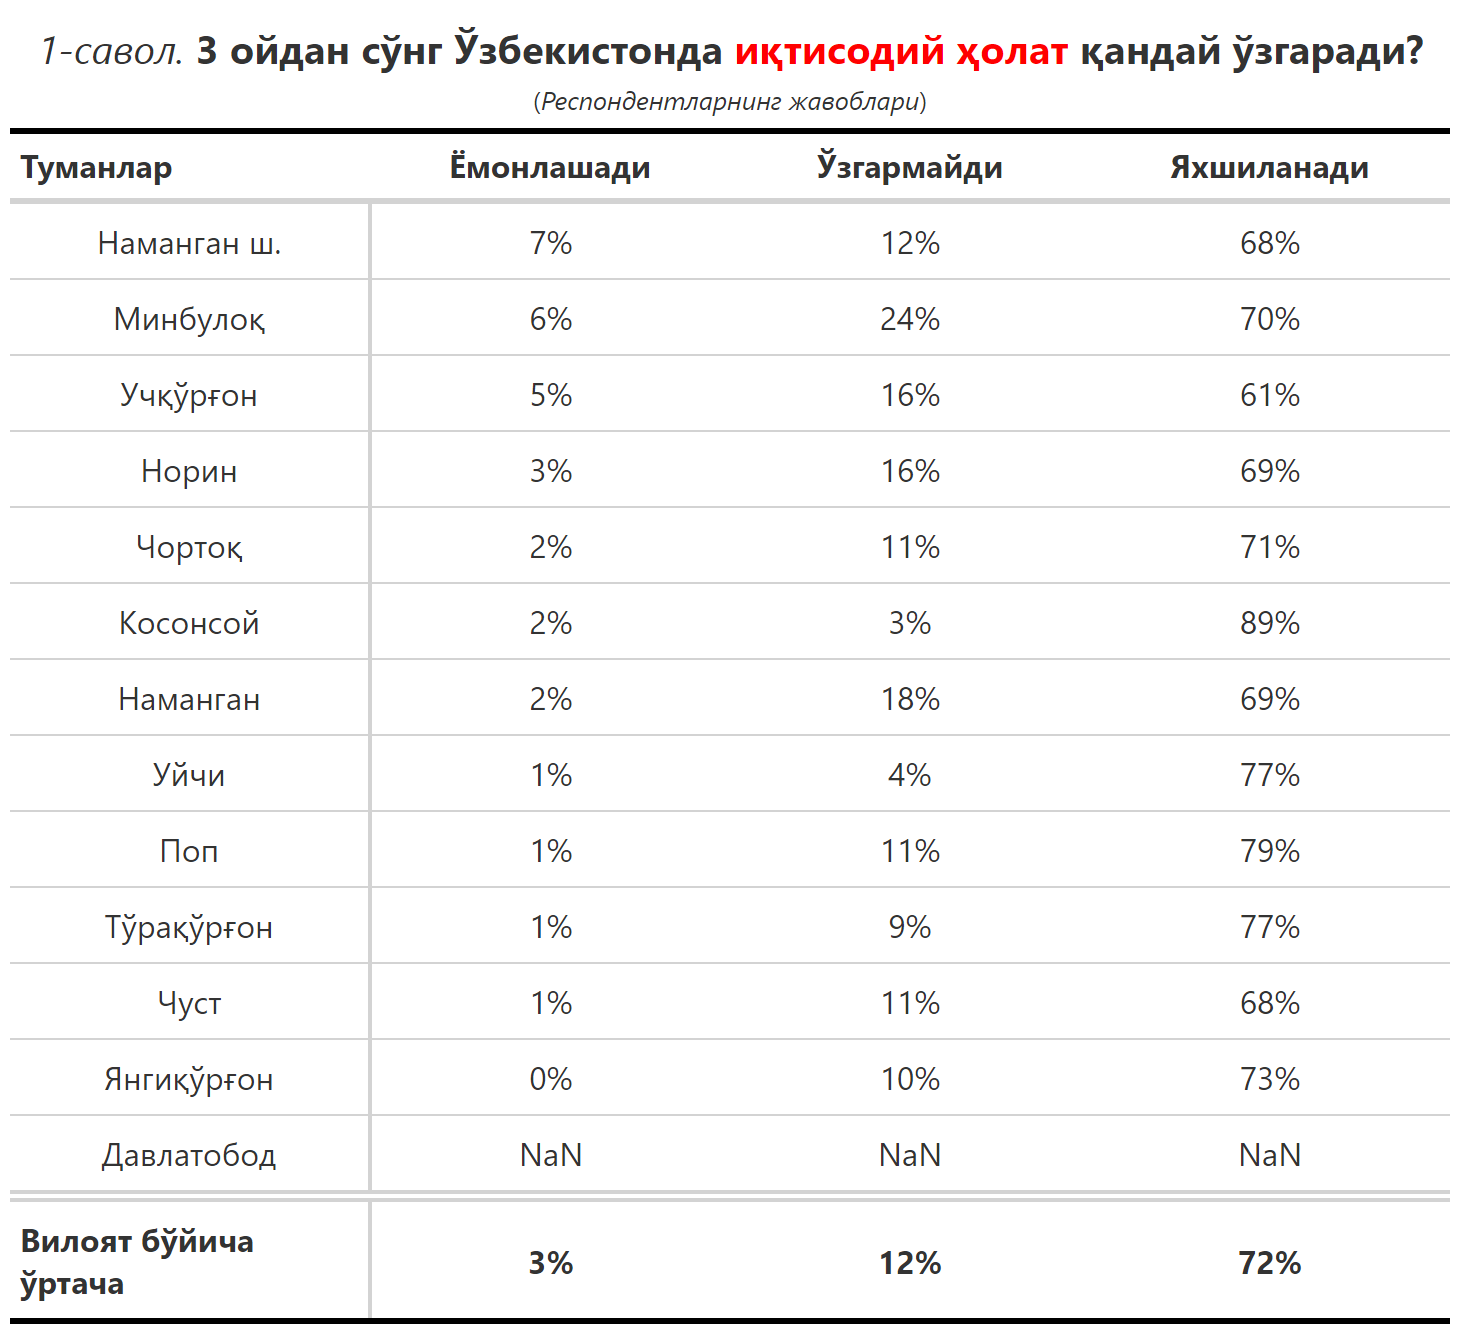 1-савол. 3 ойдан сўнг Ўзбекистонда иқтисодий ҳолат қандай ўзгаради?
(Респондентларнинг жавоблари)
Туманлар Ёмонлашади Ўзгармайди Яхшиланади
Наманган ш. 7% 12% 68%
Минбулоқ 6% 24% 70%
Учқўрғон 5% 16% 61%
Норин 3% 16% 69%
Чортоқ 2% 11% 71%
Косонсой 2% 3% 89%
Наманган 2% 18% 69%
Уйчи 1% 4% 77%
Поп 1% 11% 79%
Тўрақўрғон 1% 9% 77%
Чуст 1% 11% 68%
Янгиқўрғон 0% 10% 73%
Давлатобод NaN NaN NaN
Вилоят бўйича
ўртача 3% 12% 72%